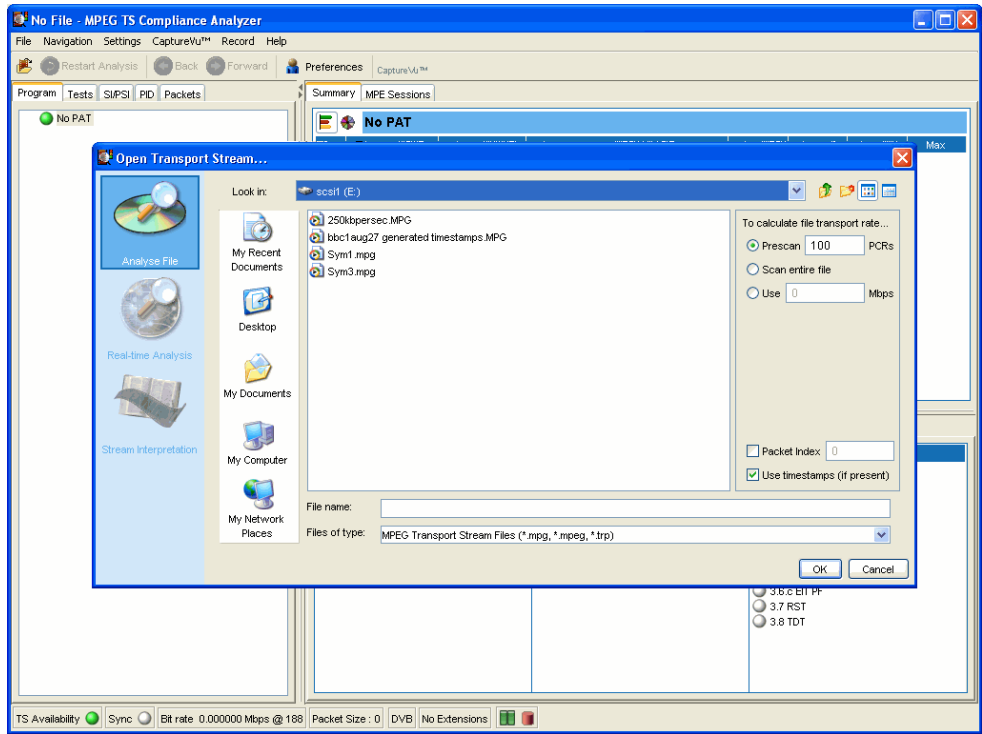 No File - MPEG TS Compliance Analyzer
File Navigation Settings CaptureVu™ Record Help
Restart Analysis Back Forward Preferences CaptureVu™
Program Tests SI/PSI PID Packets
Summary MPE Sessions
No PAT
No PAT
Max
Open Transport Stream...
Analyse File
Real-time Analysis
Stream Interpretation
Look in: scsi1 (E:)
My Recent
Documents
Desktop
My Documents
My Computer
My Network
Places
250kbpersec.MPG
bbc1aug27 generated timestamps.MPG
Sym1.mpg
Sym3.mpg
To calculate file transport rate...
Prescan 100 PCRs
Scan entire file
Use 0 Mbps
Packet Index 0
Use timestamps (if present)
File name:
Files of type: MPEG Transport Stream Files (*.mpg, *.mpeg, *.trp)
OK Cancel
3.6.c EIT PF
3.7 RST
3.8 TDT
TS Availability Sync Bit rate 0.000000 Mbps @ 188 Packet Size : 0 DVB No Extensions